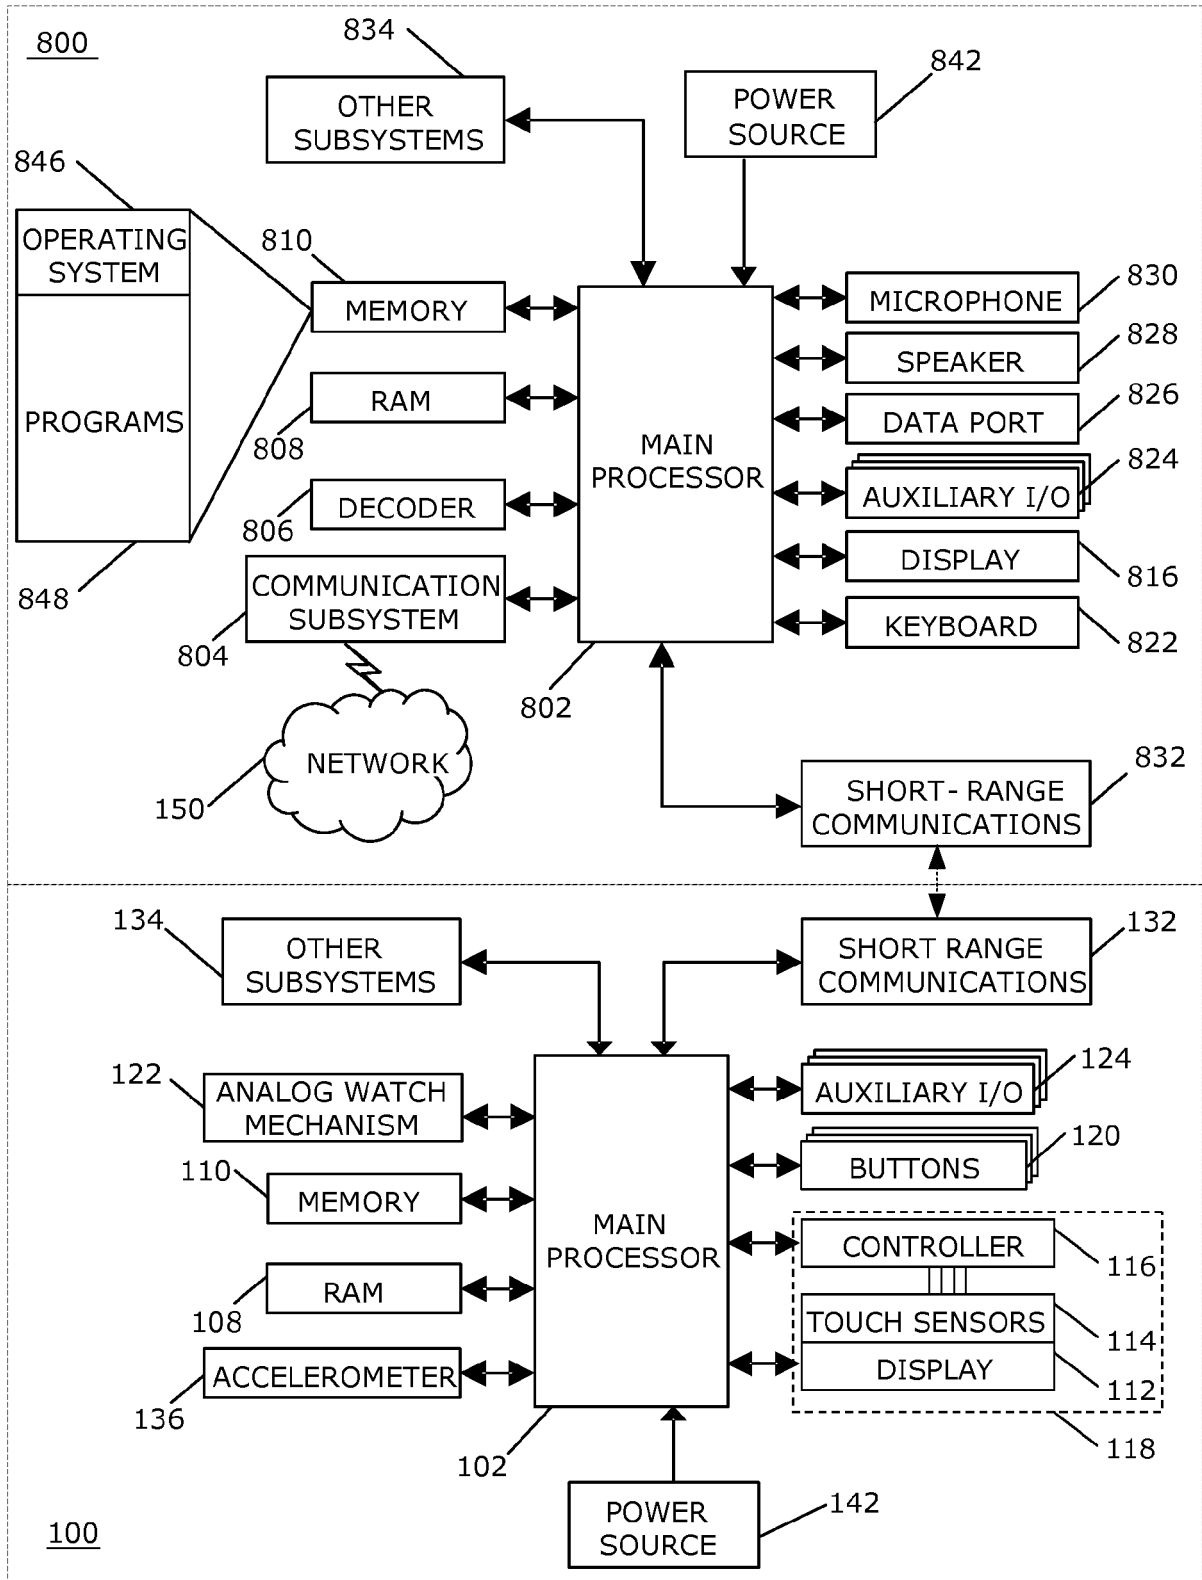 800
834
842
OTHER
SUBSYSTEMS
POWER
SOURCE
846
OPERATING
SYSTEM
PROGRAMS
848
810
MEMORY
RAM
808
DECODER
806
COMMUNICATION
SUBSYSTEM
804
NETWORK
150
MAIN
PROCESSOR
802
MICROPHONE
830
SPEAKER
828
DATA PORT
826
AUXILIARY I/O
824
DISPLAY
816
KEYBOARD
822
SHORT-RANGE
COMMUNICATIONS
832
134
OTHER
SUBSYSTEMS
SHORT RANGE
COMMUNICATIONS
132
122
ANALOG WATCH
MECHANISM
110
MEMORY
RAM
108
ACCELEROMETER
136
MAIN
PROCESSOR
102
AUXILIARY I/O
124
BUTTONS
120
CONTROLLER
116
TOUCH SENSORS
114
DISPLAY
112
118
POWER
SOURCE
142
100